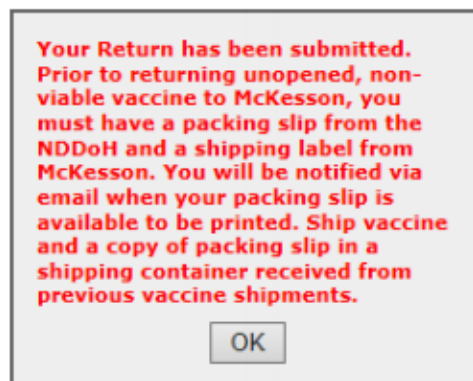 Your Return has been submitted.
Prior to returning unopened, non-
viable vaccine to McKesson, you
must have a packing slip from the
NDDoH and a shipping label from
McKesson. You will be notified via
email when your packing slip is
available to be printed. Ship vaccine
and a copy of packing slip in a
shipping container received from
previous vaccine shipments.
OK